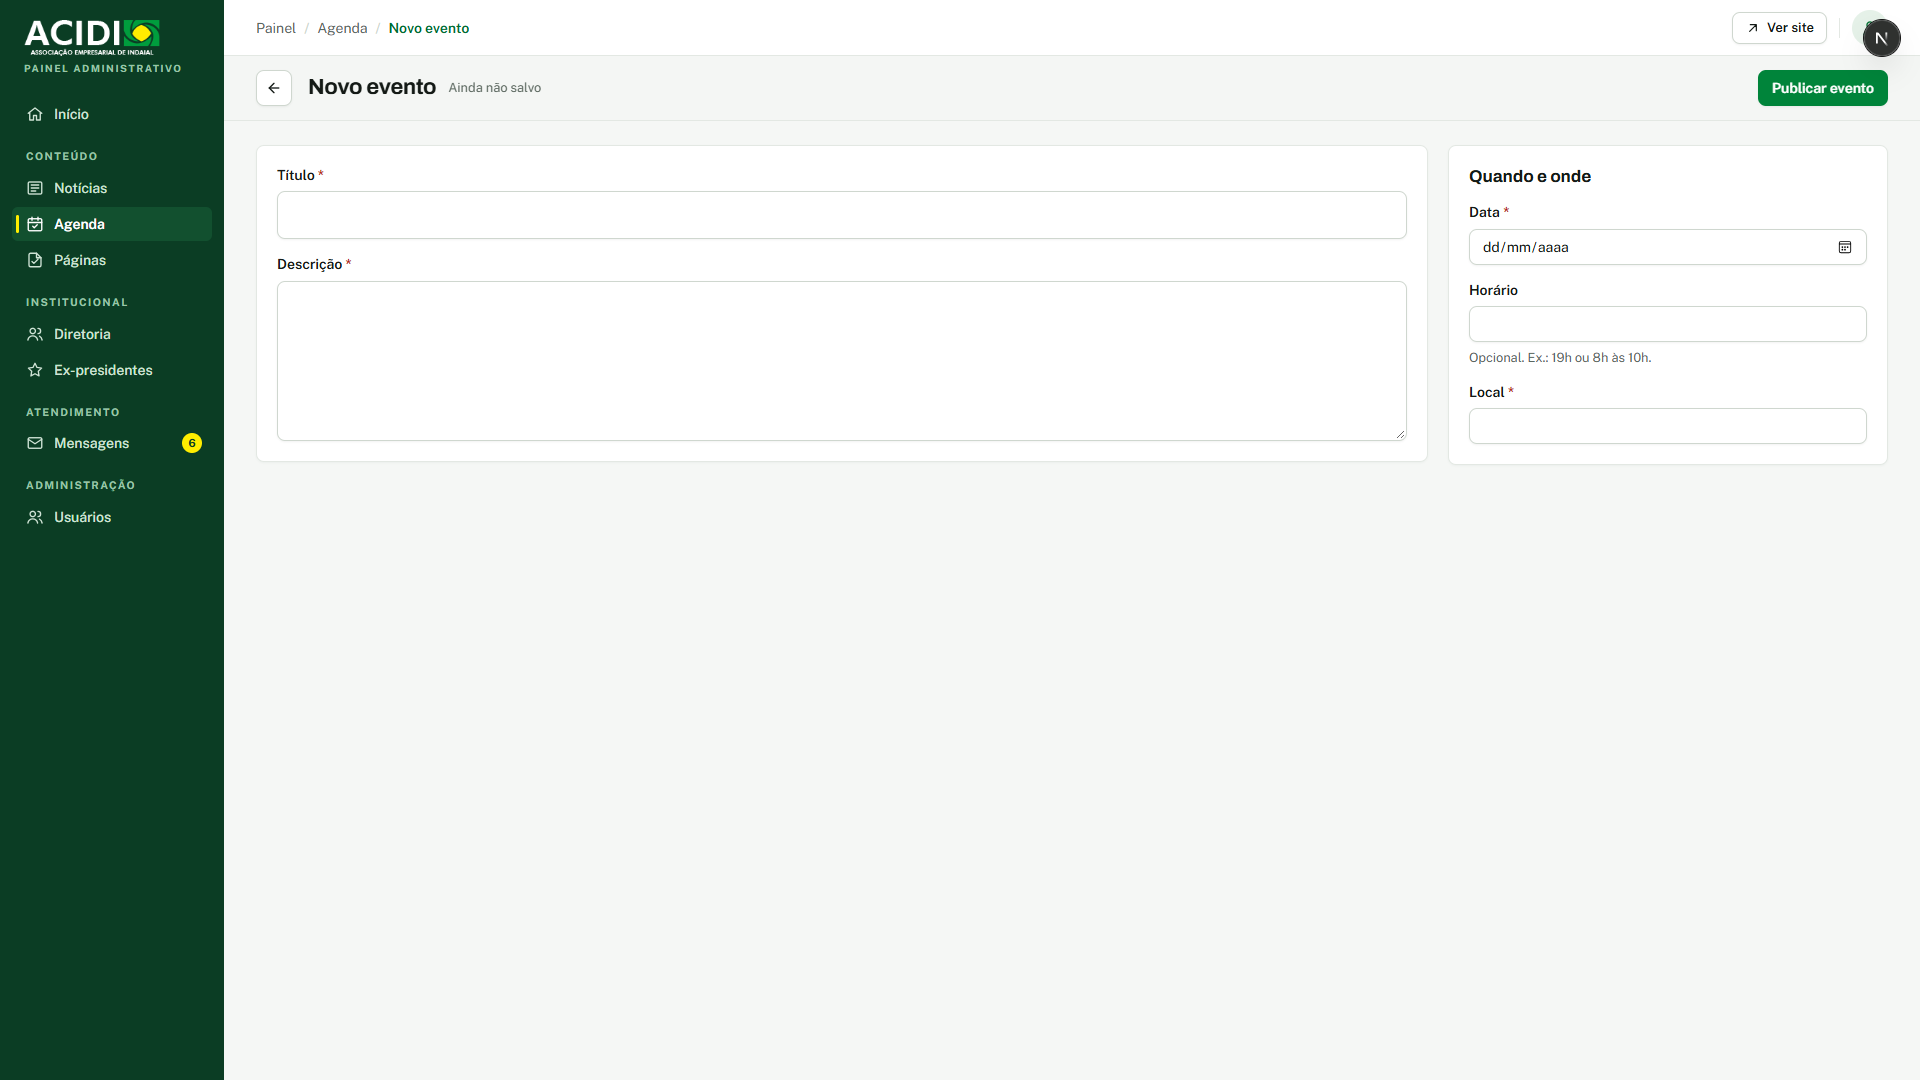 ACIDI
ASSOCIAÇÃO EMPRESARIAL DE INDAIAL
PAINEL ADMINISTRATIVO
Início
CONTEÚDO
Notícias
Agenda
Páginas
INSTITUCIONAL
Diretoria
Ex-presidentes
ATENDIMENTO
Mensagens 6
ADMINISTRAÇÃO
Usuários
Painel / Agenda / Novo evento
Ver site
N
Novo evento Ainda não salvo
Publicar evento
Título *
Descrição *
Quando e onde
Data *
dd/mm/aaaa
Horário
Opcional. Ex.: 19h ou 8h às 10h.
Local *